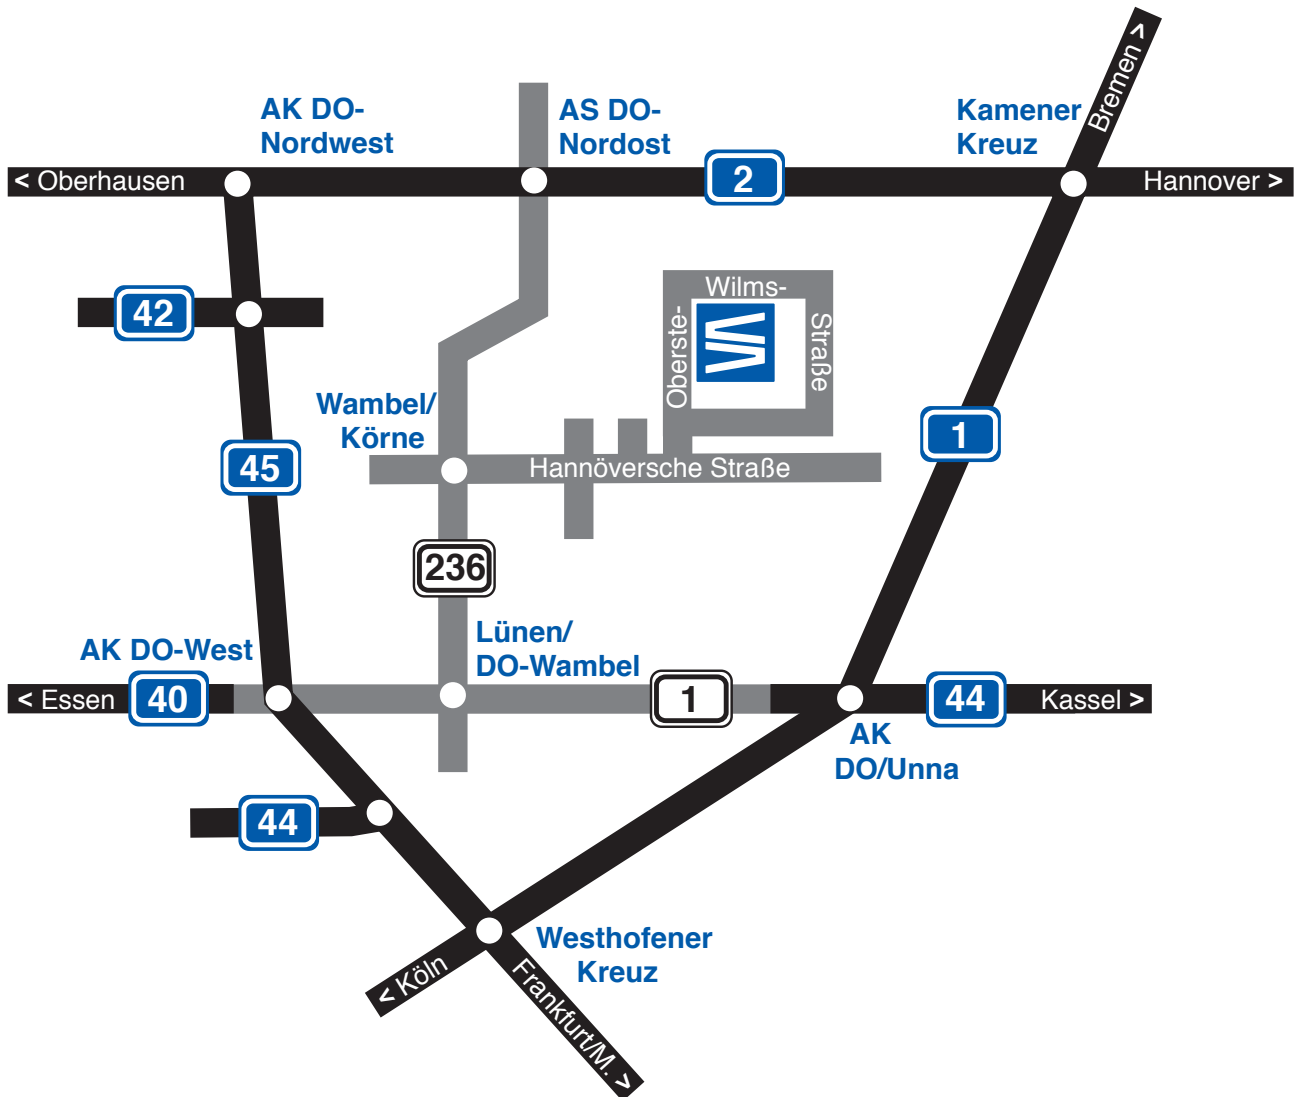 Bremen >
AK DO-
Nordwest
AS DO-
Nordost
Kamener
Kreuz
< Oberhausen
2
Hannover >
42
Wilms-
Oberste-
Straße
Wambel/
Körne
1
45
Hannöversche Straße
236
Lünen/
DO-Wambel
AK DO-West
< Essen
40
1
44
Kassel >
AK
DO/Unna
44
Westhofener
Kreuz
< Köln
Frankfurt/M. >